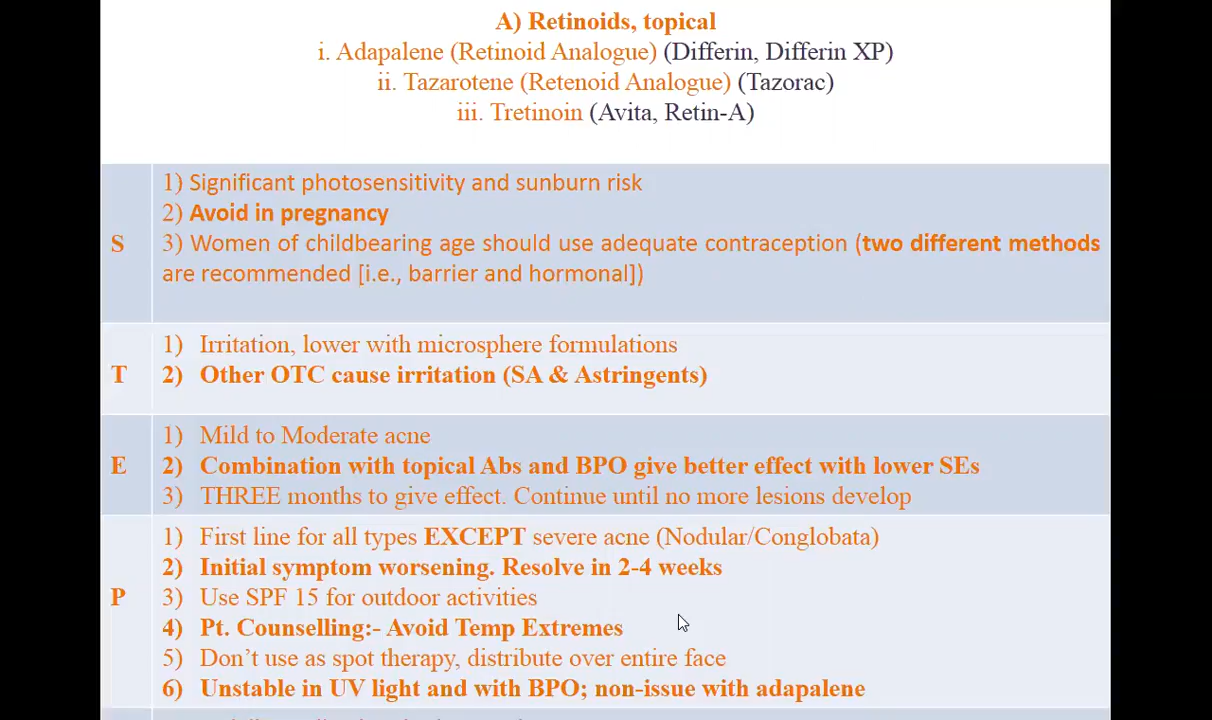 A) Retinoids, topical
i. Adapalene (Retinoid Analogue) (Differin, Differin XP)
ii. Tazarotene (Retenoid Analogue) (Tazorac)
iii. Tretinoin (Avita, Retin-A)
S
1) Significant photosensitivity and sunburn risk
2) Avoid in pregnancy
3) Women of childbearing age should use adequate contraception (two different methods
are recommended [i.e., barrier and hormonal])
T
1) Irritation, lower with microsphere formulations
2) Other OTC cause irritation (SA & Astringents)
E
1) Mild to Moderate acne
2) Combination with topical Abs and BPO give better effect with lower SEs
3) THREE months to give effect. Continue until no more lesions develop
P
1) First line for all types EXCEPT severe acne (Nodular/Conglobata)
2) Initial symptom worsening. Resolve in 2-4 weeks
3) Use SPF 15 for outdoor activities
4) Pt. Counselling:- Avoid Temp Extremes
5) Don't use as spot therapy, distribute over entire face
6) Unstable in UV light and with BPO; non-issue with adapalene